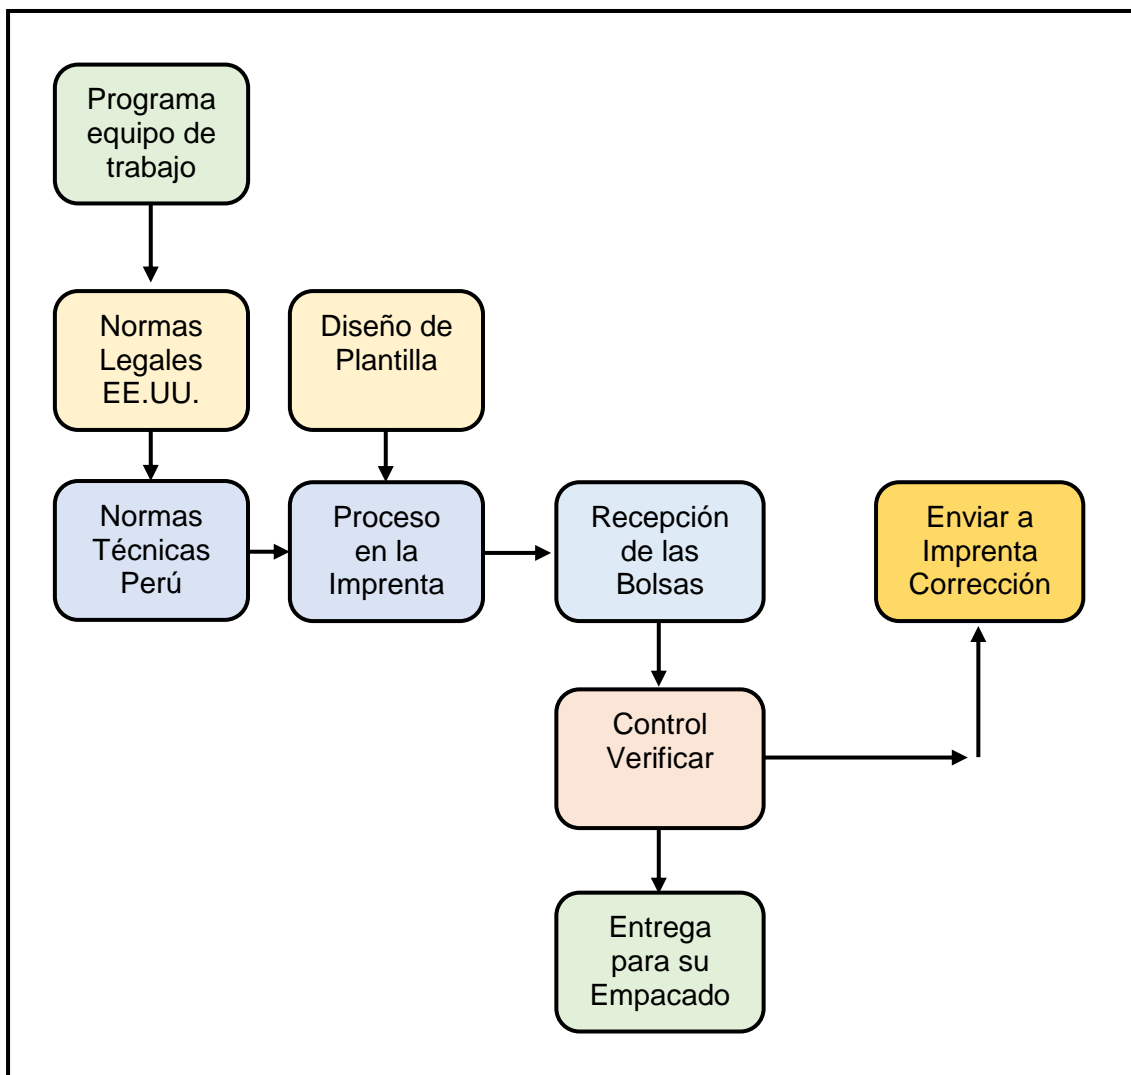 Programa
equipo de
trabajo
Normas
Legales
EE.UU.
Diseño de
Plantilla
Normas
Técnicas
Perú
Proceso
en la
Imprenta
Recepción
de las
Bolsas
Enviar a
Imprenta
Corrección
Control
Verificar
Entrega
para su
Empacado